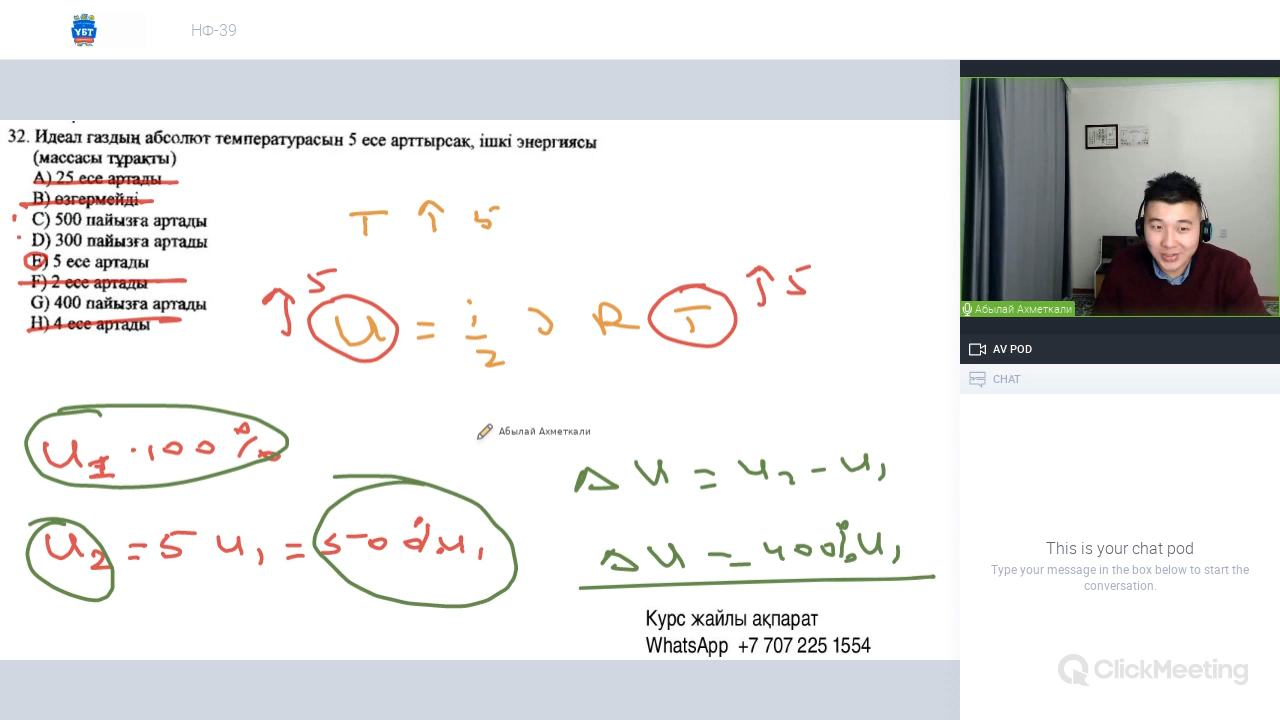 ҰБТ
НФ-39
32. Идеал газдың абсолют температурасын 5 есе арттырсақ, ішкі энергиясы
(массасы тұрақты)
A) 25 есе артады
B) өзгермейді
C) 500 пайызға артады
D) 300 пайызға артады
E) 5 есе артады
F) 2 есе артады
G) 400 пайызға артады
H) 4 есе артады
T ↑ 5
↑ 5 U = i/2 ν R T ↑ 5
U1 · 100%
U2 = 5 U1 = 500% U1
Абылай Ахметкали
ΔU = U2 - U1
ΔU = 400% U1
Курс жайлы ақпарат
WhatsApp +7 707 225 1554
Абылай Ахметкали
AV POD
CHAT
This is your chat pod
Type your message in the box below to start the
conversation.
ClickMeeting